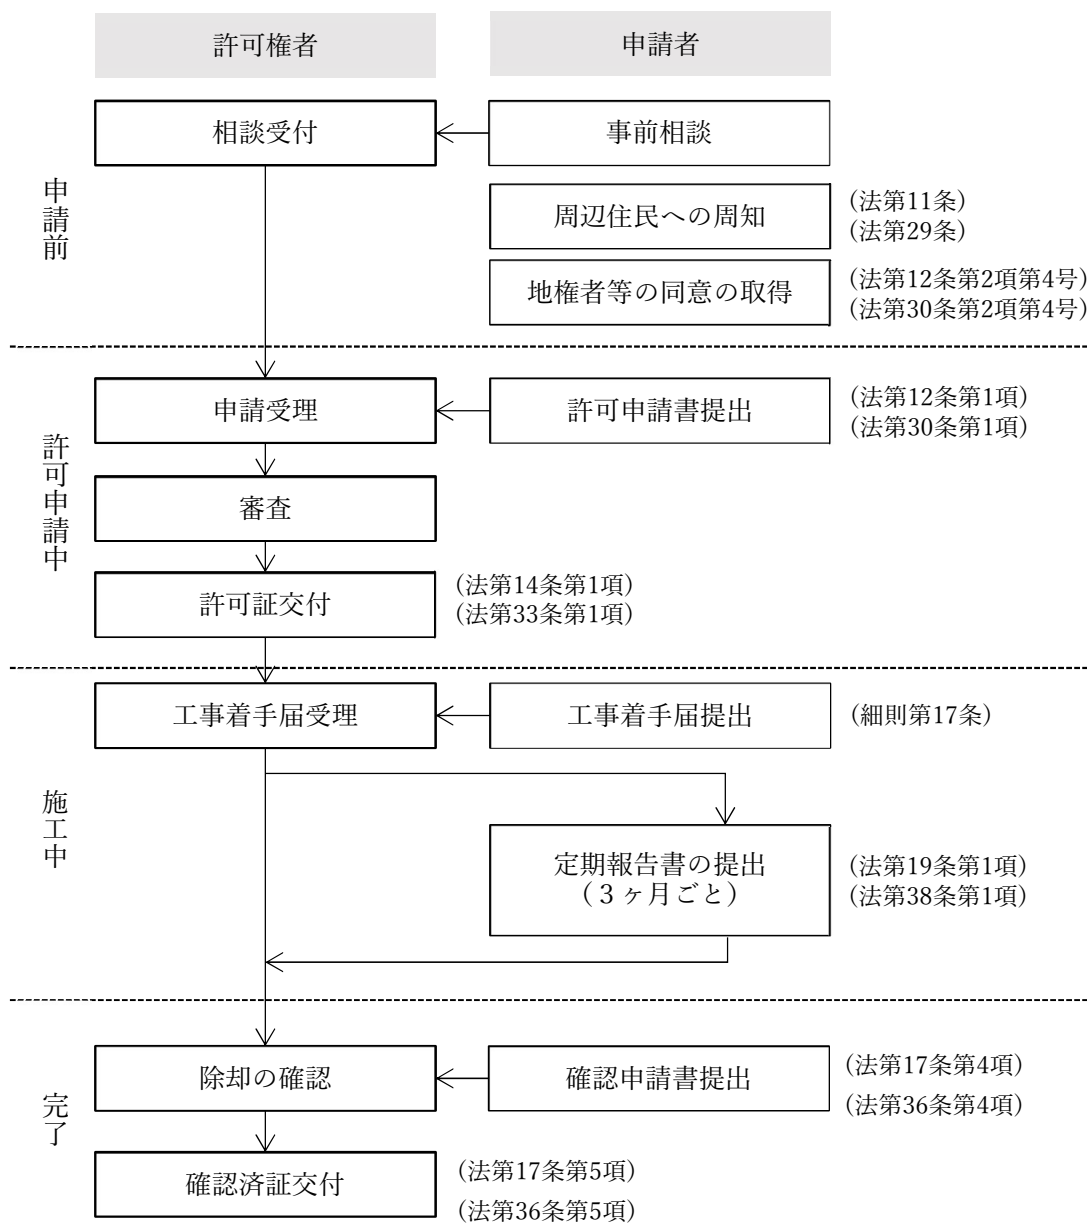 許可権者
申請者
申請前
相談受付
事前相談
周辺住民への周知
(法第11条)
(法第29条)
地権者等の同意の取得
(法第12条第2項第4号)
(法第30条第2項第4号)
許可申請中
申請受理
許可申請書提出
(法第12条第1項)
(法第30条第1項)
審査
許可証交付
(法第14条第1項)
(法第33条第1項)
施工中
工事着手届受理
工事着手届提出
(細則第17条)
定期報告書の提出
(3ヶ月ごと)
(法第19条第1項)
(法第38条第1項)
完了
除却の確認
確認申請書提出
(法第17条第4項)
(法第36条第4項)
確認済証交付
(法第17条第5項)
(法第36条第5項)